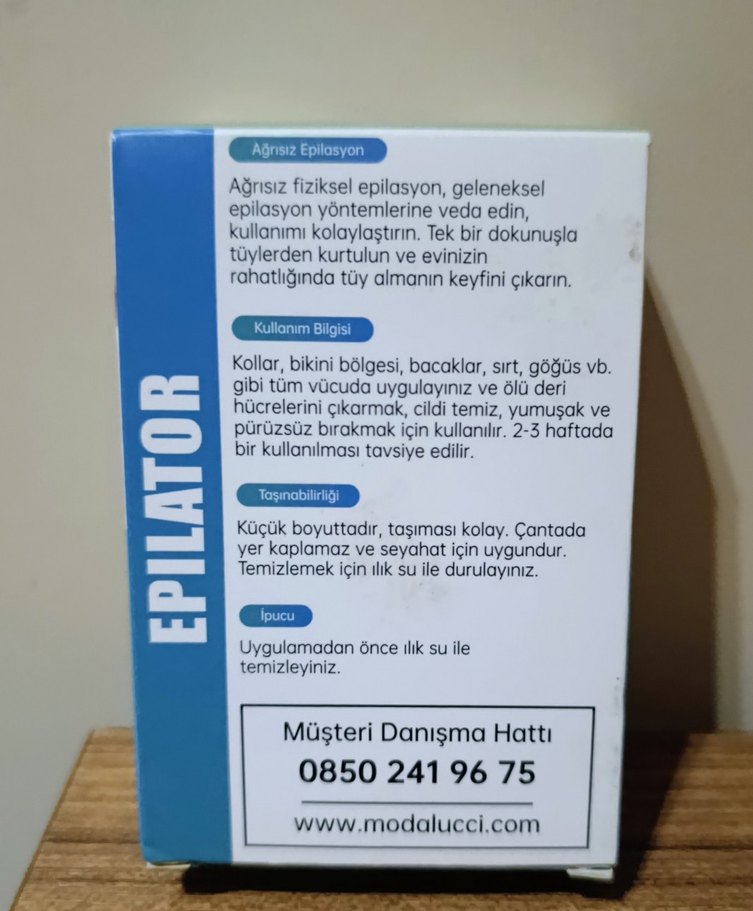 EPILATOR
Ağrısız Epilasyon
Ağrısız fiziksel epilasyon, geleneksel
epilasyon yöntemlerine veda edin,
kullanımı kolaylaştırın. Tek bir dokunuşla
tüylerden kurtulun ve evinizin
rahatlığında tüy almanın keyfini çıkarın.
Kullanım Bilgisi
Kollar, bikini bölgesi, bacaklar, sırt, göğüs vb.
gibi tüm vücuda uygulayınız ve ölü deri
hücrelerini çıkarmak, cildi temiz, yumuşak ve
pürüzsüz bırakmak için kullanılır. 2-3 haftada
bir kullanılması tavsiye edilir.
Taşınabilirliği
Küçük boyuttadır, taşıması kolay. Çantada
yer kaplamaz ve seyahat için uygundur.
Temizlemek için ılık su ile durulayınız.
İpucu
Uygulamadan önce ılık su ile
temizleyiniz.
Müşteri Danışma Hattı
0850 241 96 75
www.modalucci.com